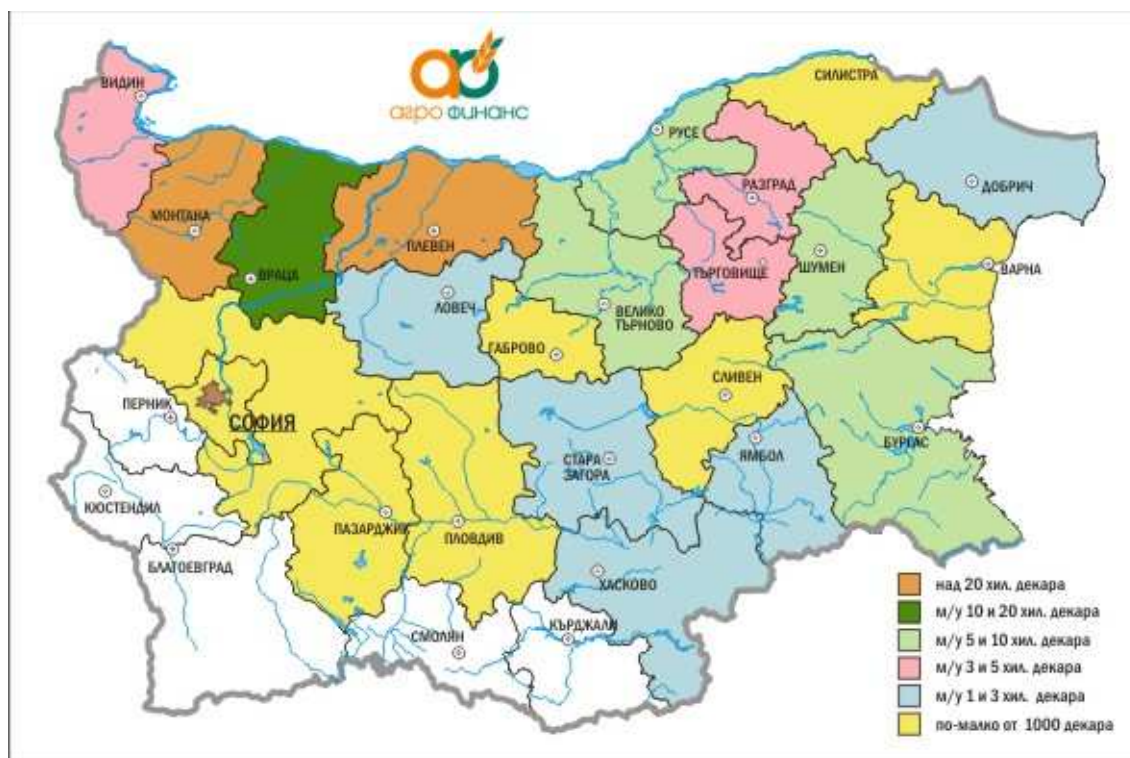 агро финанс
ВИДИН
СИЛИСТРА
РУСЕ
ДОБРИЧ
РАЗГРАД
МОНТАНА
ПЛЕВЕН
ВРАЦА
ТЪРГОВИЩЕ
ШУМЕН
ВАРНА
ЛОВЕЧ
ВЕЛИКО
ТЪРНОВО
ГАБРОВО
СЛИВЕН
ПЕРНИК
СОФИЯ
БУРГАС
СТАРА
ЗАГОРА
ЯМБОЛ
КЮСТЕНДИЛ
ПАЗАРДЖИК
ПЛОВДИВ
БЛАГОЕВГРАД
ХАСКОВО
СМОЛЯН
КЪРДЖАЛИ
над 20 хил. декара
м/у 10 и 20 хил. декара
м/у 5 и 10 хил. декара
м/у 3 и 5 хил. декара
м/у 1 и 3 хил. декара
по-малко от 1000 декара